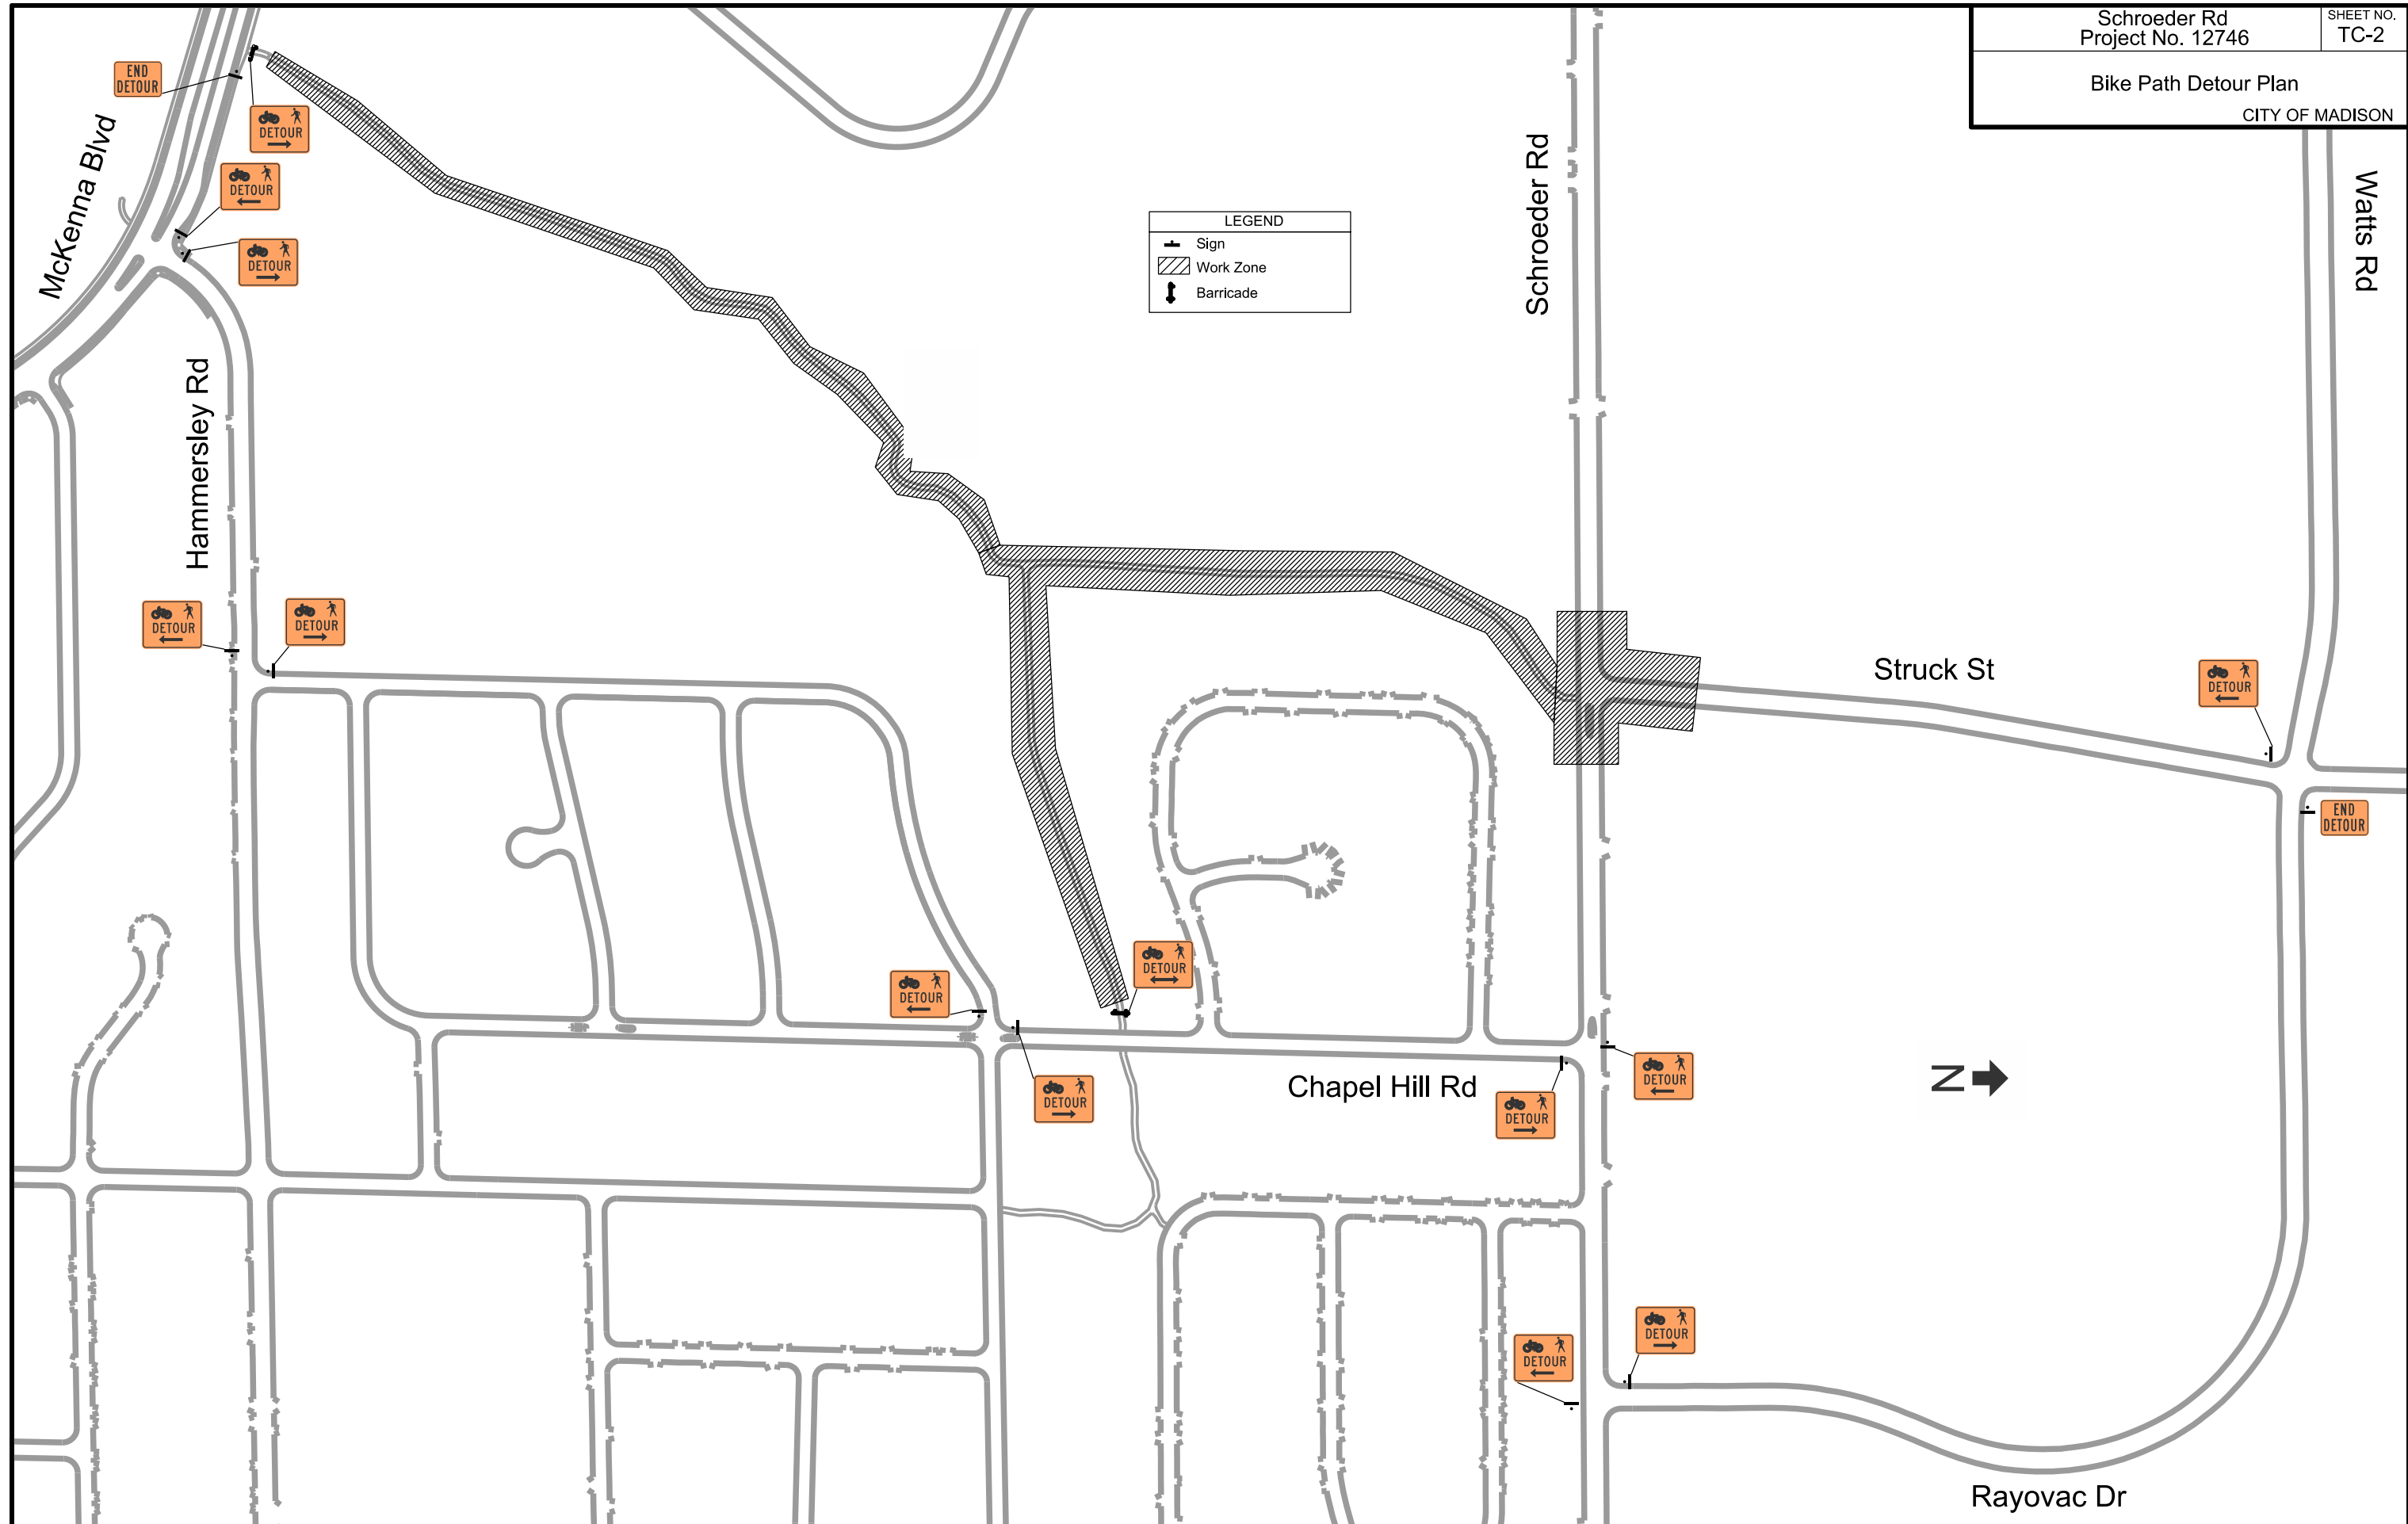 Schroeder Rd
Project No. 12746
SHEET NO.
TC-2
Bike Path Detour Plan
CITY OF MADISON
END
DETOUR
DETOUR
DETOUR
DETOUR
McKenna Blvd
Hammersley Rd
LEGEND
Sign
Work Zone
Barricade
Schroeder Rd
Watts Rd
DETOUR
DETOUR
Struck St
DETOUR
END
DETOUR
DETOUR
DETOUR
DETOUR
Chapel Hill Rd
DETOUR
DETOUR
N
DETOUR
DETOUR
Rayovac Dr